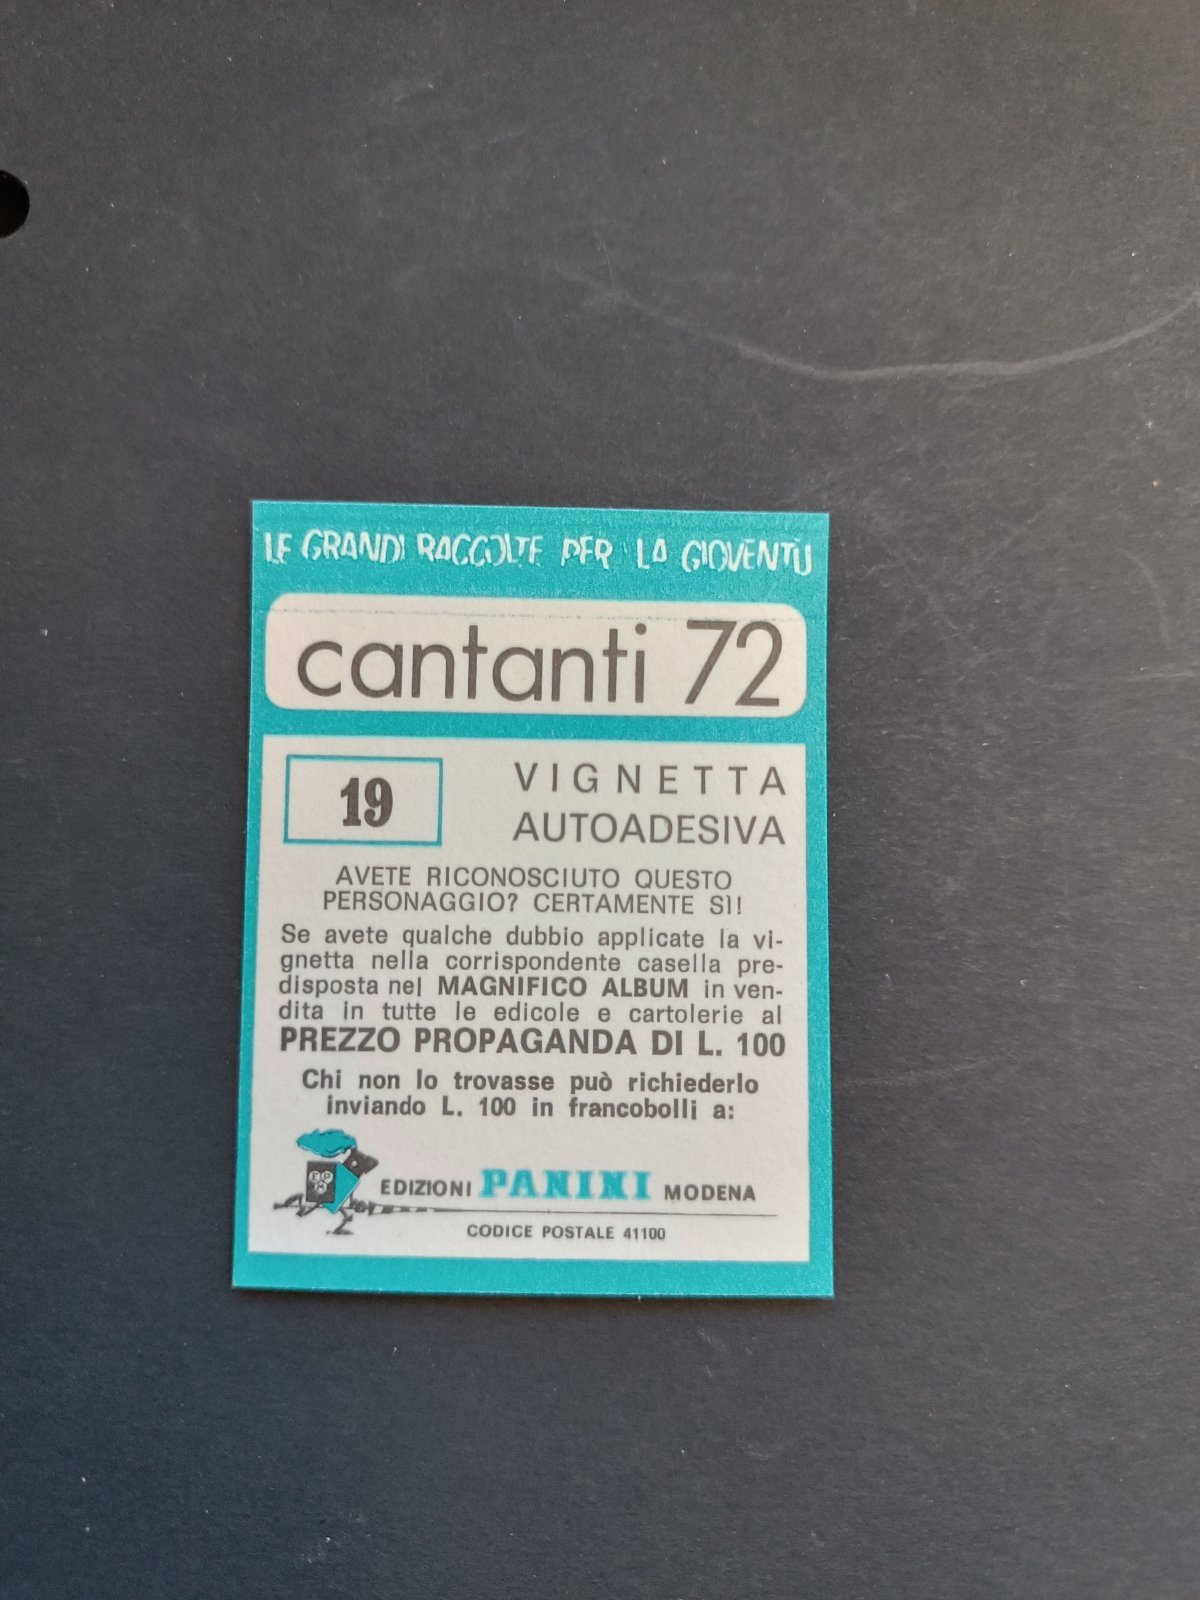 LE GRANDI RACCOLTE PER LA GIOVENTÙ
cantanti 72
19
VIGNETTA
AUTOADESIVA
AVETE RICONOSCIUTO QUESTO
PERSONAGGIO? CERTAMENTE SÌ!
Se avete qualche dubbio applicate la vi-
gnetta nella corrispondente casella pre-
disposta nel MAGNIFICO ALBUM in ven-
dita in tutte le edicole e cartolerie al
PREZZO PROPAGANDA DI L. 100
Chi non lo trovasse può richiederlo
inviando L. 100 in francobolli a:
EPM
EDIZIONI PANINI MODENA
CODICE POSTALE 41100